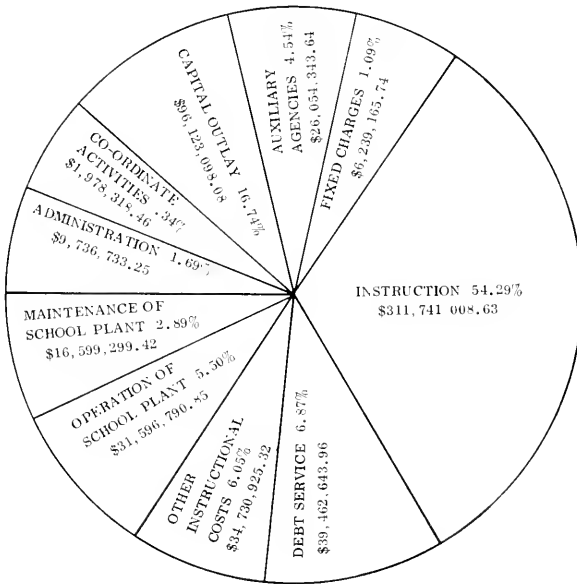 AUXILIARY
AGENCIES 4.54%
$26,054,343.64
FIXED CHARGES 1.09%
$6,239,165.74
INSTRUCTION 54.29%
$311,741 008.63
DEBT SERVICE 6.87%
$39,462,643.96
OTHER
INSTRUCTIONAL
COSTS 6.05%
$34,730,925.32
OPERATION OF
SCHOOL PLANT 5.50%
$31,596,790.85
MAINTENANCE OF
SCHOOL PLANT 2.89%
$16,599,299.42
ADMINISTRATION 1.69%
$9,736,733.25
CO-ORDINATE
ACTIVITIES .34%
$1,978,318.46
CAPITAL OUTLAY 16.74%
$96,123,098.08